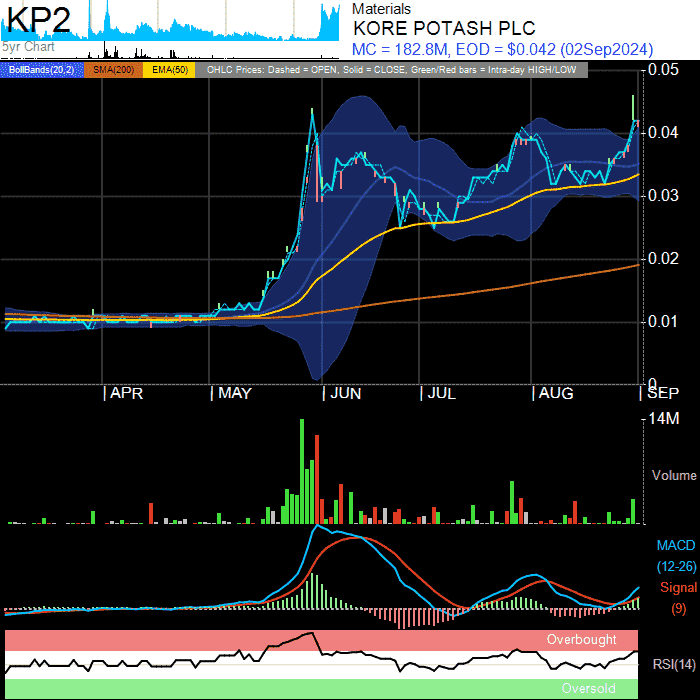 KP2
5yr Chart
Materials
KORE POTASH PLC
MC = 182.8M, EOD = $0.042 (02Sep2024)
BollBands(20,2) SMA(200) EMA(50) OHLC Prices: Dashed = OPEN, Solid = CLOSE, Green/Red bars = Intra-day HIGH/LOW
0.05
0.04
0.03
0.02
0.01
0
APR MAY JUN JUL AUG SEP
14M
Volume
MACD
(12-26)
Signal
(9)
Overbought
RSI(14)
Oversold